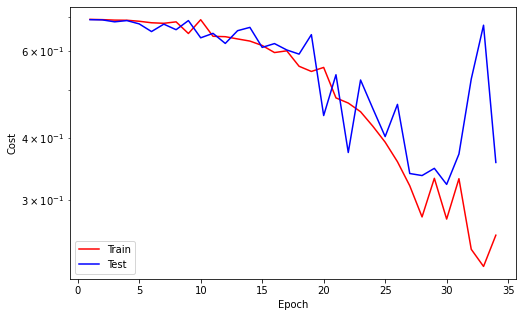 6 × 10⁻¹
4 × 10⁻¹
3 × 10⁻¹
Cost
Train
Test
0 5 10 15 20 25 30 35
Epoch